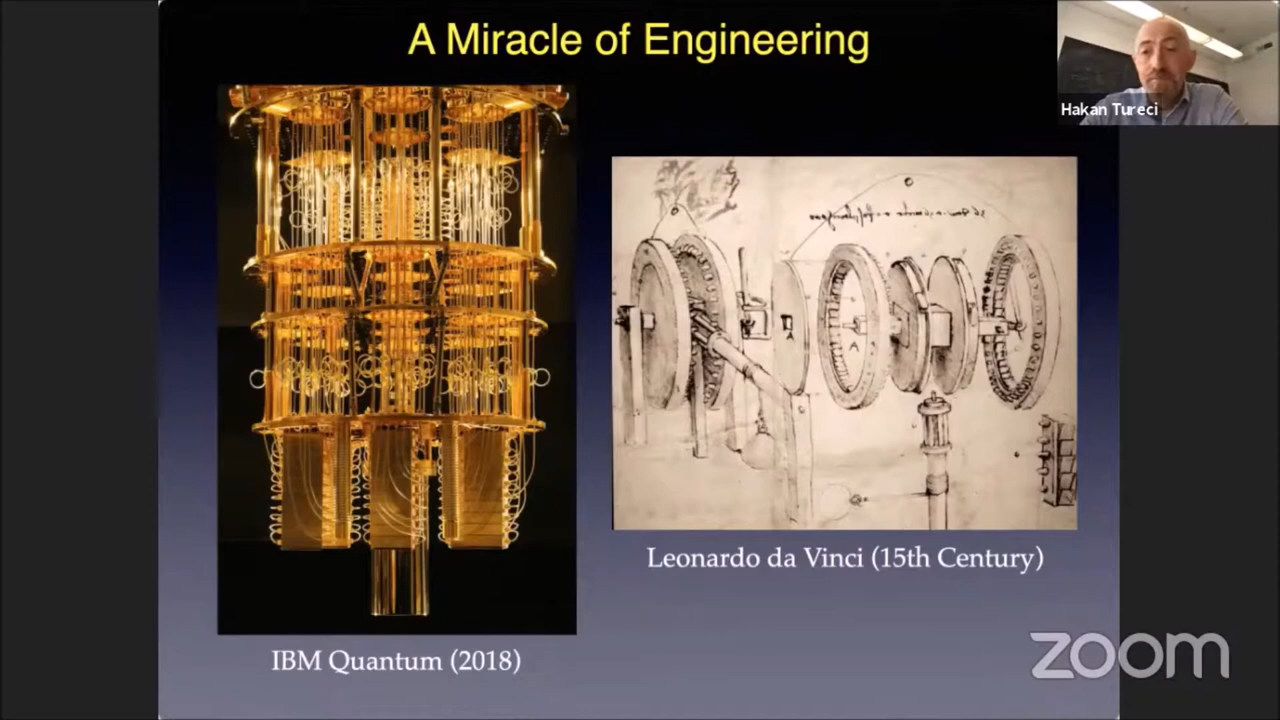 A Miracle of Engineering
Hakan Tureci
Leonardo da Vinci (15th Century)
IBM Quantum (2018)
zoom